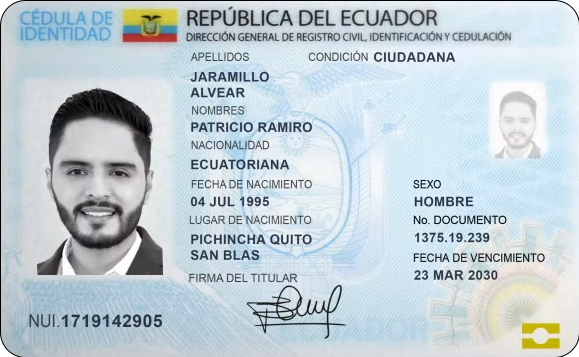 CÉDULA DE IDENTIDAD
REPÚBLICA DEL ECUADOR
DIRECCIÓN GENERAL DE REGISTRO CIVIL, IDENTIFICACIÓN Y CEDULACIÓN
APELLIDOS
CONDICIÓN CIUDADANA
JARAMILLO
ALVEAR
NOMBRES
PATRICIO RAMIRO
NACIONALIDAD
ECUATORIANA
FECHA DE NACIMIENTO
04 JUL 1995
LUGAR DE NACIMIENTO
PICHINCHA QUITO
SAN BLAS
FIRMA DEL TITULAR
SEXO
HOMBRE
No. DOCUMENTO
1375.19.239
FECHA DE VENCIMIENTO
23 MAR 2030
NUI.1719142905
ECUADOR